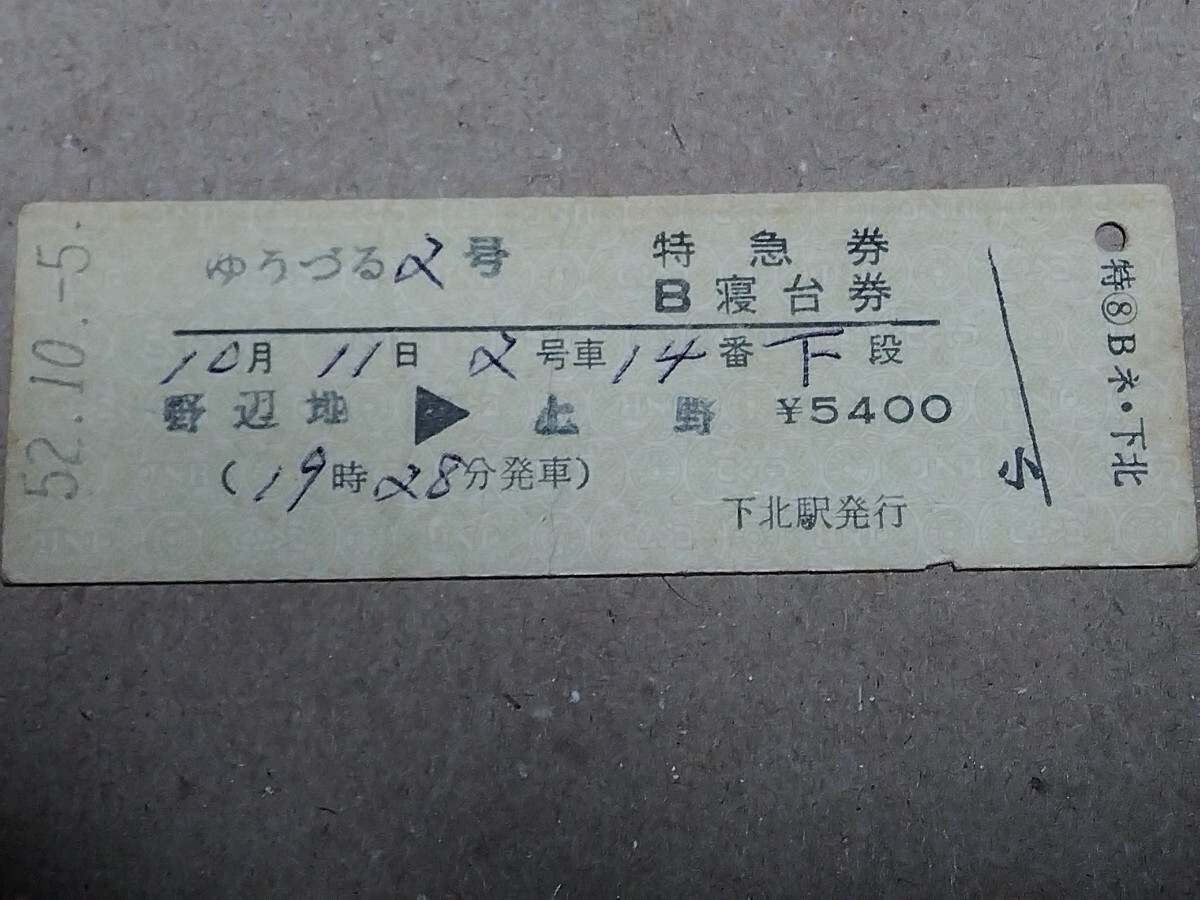 52.10.-5.
ゆうづる2号
特急券
B寝台券
10月 11日 2号車14番下段
野辺地▶上野 ¥5400
(19時28分発車)
下北駅発行
小
特⑧Bネ・下北